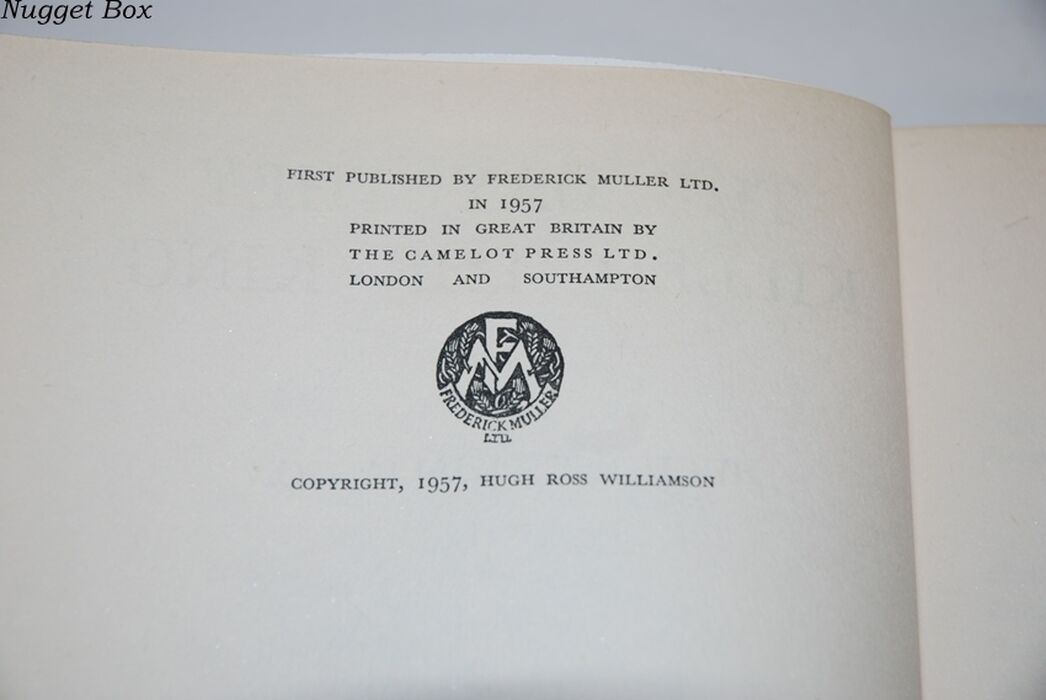 Nugget Box
FIRST PUBLISHED BY FREDERICK MULLER LTD.
IN 1957
PRINTED IN GREAT BRITAIN BY
THE CAMELOT PRESS LTD.
LONDON AND SOUTHAMPTON
FM
FREDERICK MULLER
LTD.
COPYRIGHT, 1957, HUGH ROSS WILLIAMSON